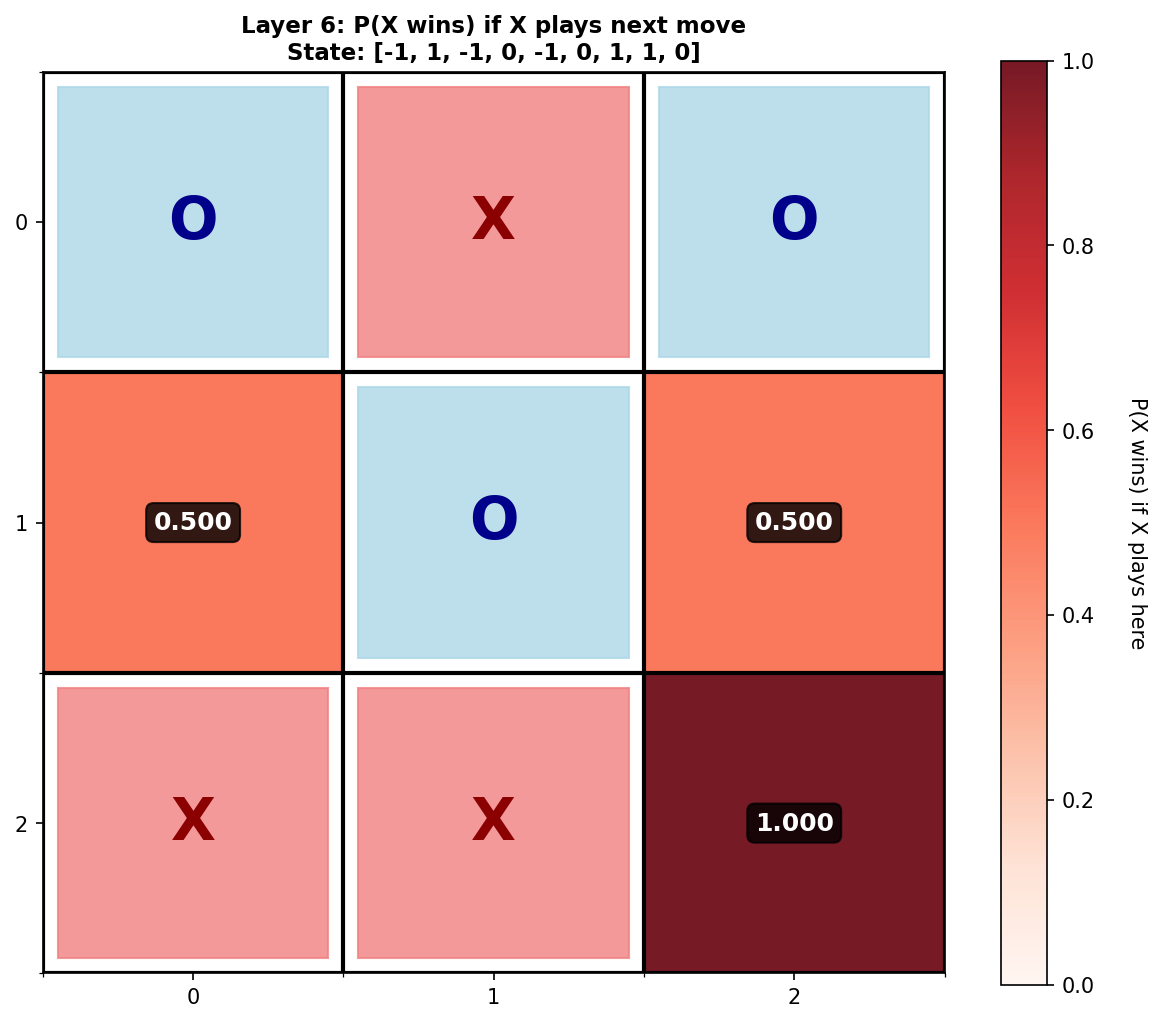 Layer 6: P(X wins) if X plays next move
State: [-1, 1, -1, 0, -1, 0, 1, 1, 0]
O
X
O
0.500
O
0.500
X
X
1.000
0
1
2
0
1
2
1.0
0.8
0.6
0.4
0.2
0.0
P(X wins) if X plays here